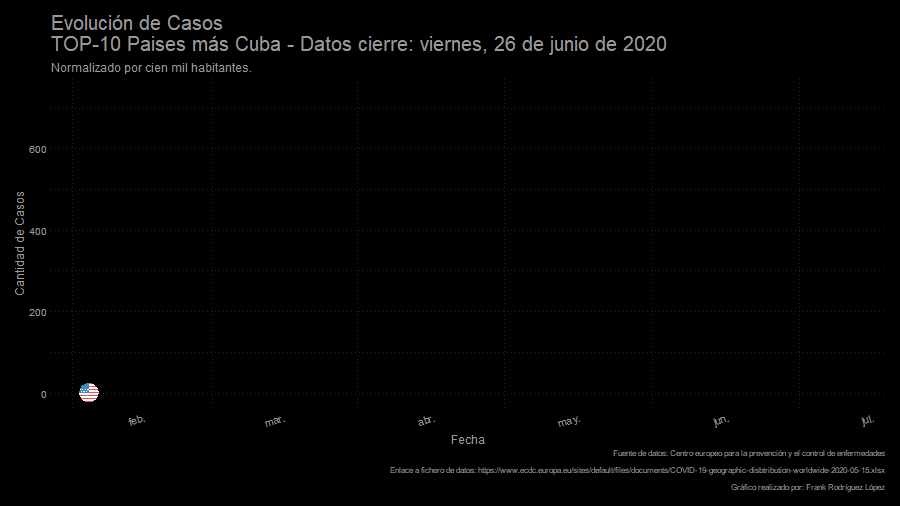 Evolución de Casos
TOP-10 Paises más Cuba - Datos cierre: viernes, 26 de junio de 2020
Normalizado por cien mil habitantes.
600
400
200
0
Cantidad de Casos
feb.
mar.
abr.
may.
jun.
jul.
Fecha
Fuente de datos: Centro europeo para la prevención y el control de enfermedades
Enlace a fichero de datos: https://www.ecdc.europa.eu/sites/default/files/documents/COVID-19-geographic-disbtribution-worldwide-2020-05-15.xlsx
Gráfico realizado por: Frank Rodríguez López